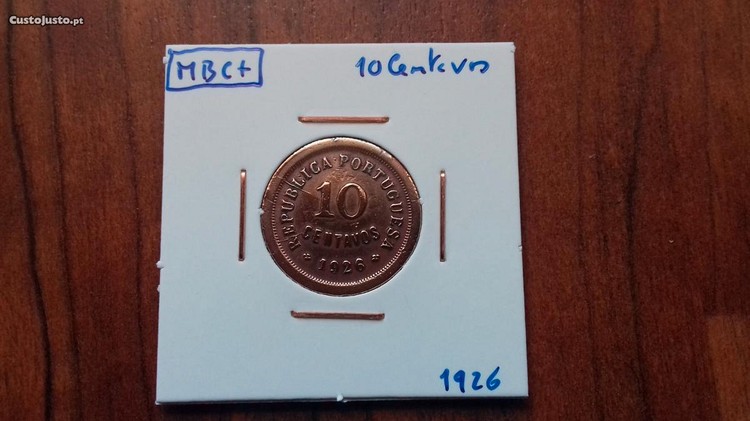 CustoJusto.pt
MBC+
10 Centavos
REPUBLICA PORTUGUESA
10
CENTAVOS
* 1926 *
1926